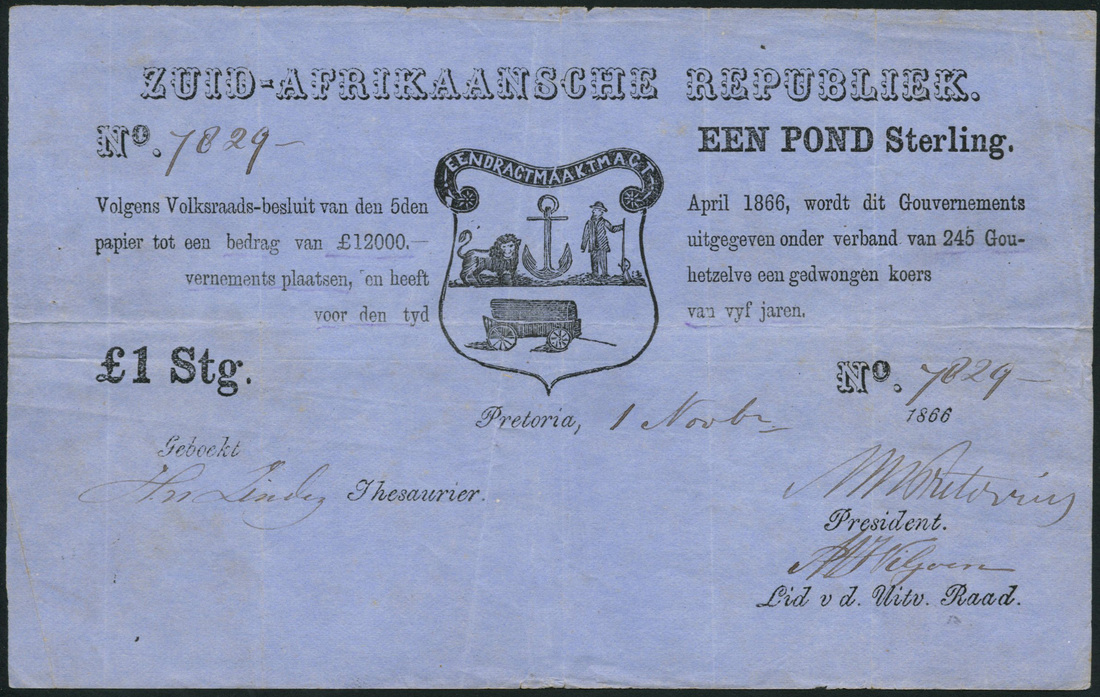 ZUID-AFRIKAANSCHE REPUBLIEK.
No. 7829-
EEN POND Sterling.
EENDRACTMAAKTMACT
Volgens Volksraads-besluit van den 5den April 1866, wordt dit Gouvernements
papier tot een bedrag van £12000.— uitgegeven onder verband van 245 Gou-
vernements plaatsen, en heeft hetzelve een gedwongen koers
voor den tyd van vyf jaren.
£1 Stg.
No. 7829-
Pretoria, 1 Novbr 1866
Geboekt
Thesaurier.
MWPretorius
President.
Viljoen
Lid v d. Uitv. Raad.